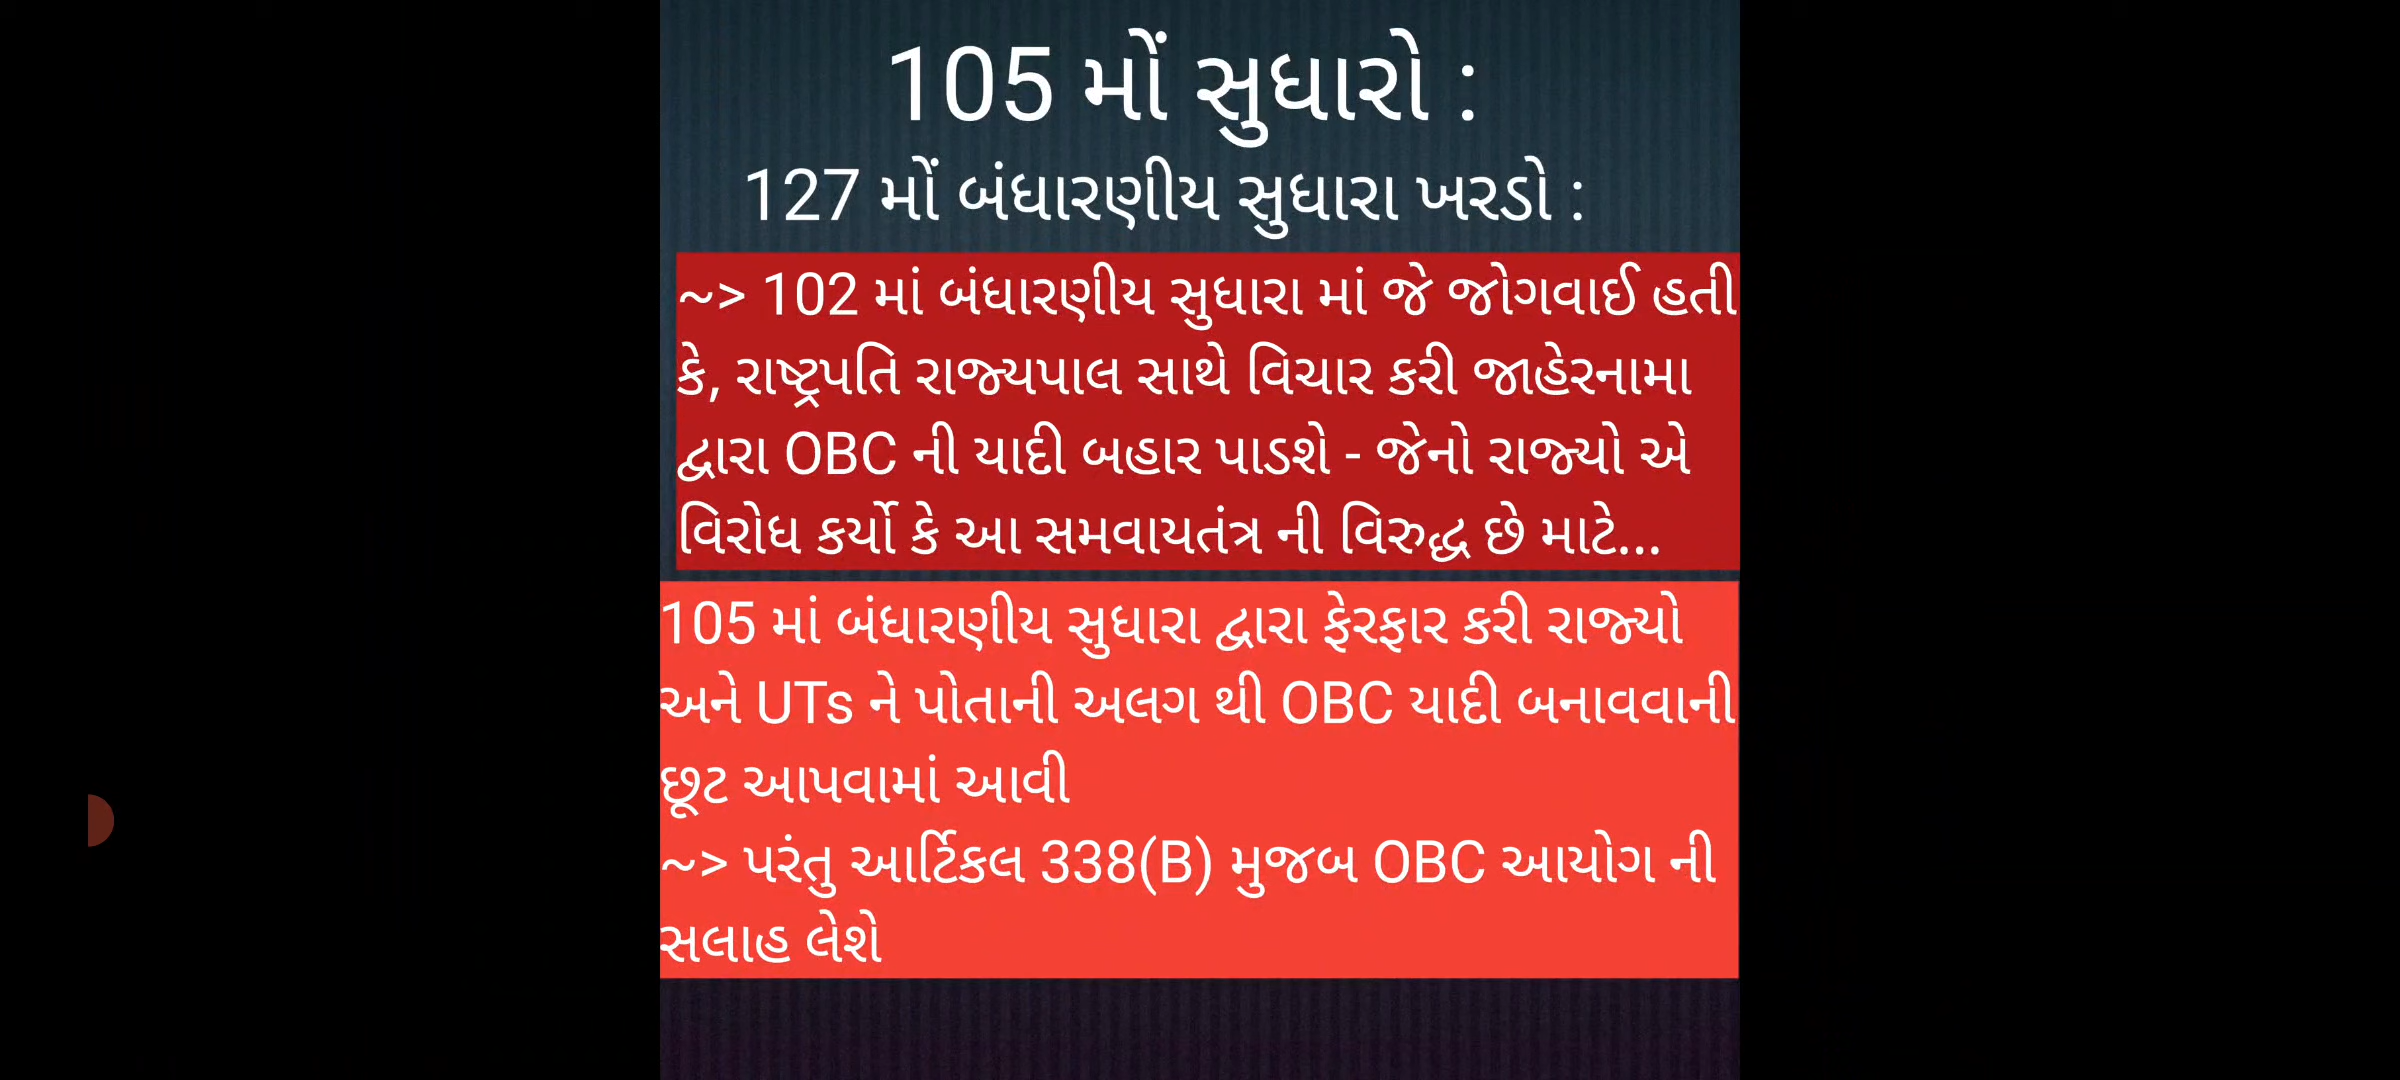 105 મોં સુધારો :
127 મોં બંધારણીય સુધારા ખરડો :
~> 102 માં બંધારણીય સુધારા માં જે જોગવાઈ હતી
કે, રાષ્ટ્રપતિ રાજ્યપાલ સાથે વિચાર કરી જાહેરનામા
દ્વારા OBC ની યાદી બહાર પાડશે - જેનો રાજ્યો એ
વિરોધ કર્યો કે આ સમવાયતંત્ર ની વિરુદ્ધ છે માટે...
105 માં બંધારણીય સુધારા દ્વારા ફેરફાર કરી રાજ્યો
અને UTs ને પોતાની અલગ થી OBC યાદી બનાવવાની
છૂટ આપવામાં આવી
~> પરંતુ આર્ટિકલ 338(B) મુજબ OBC આયોગ ની
સલાહ લેશે